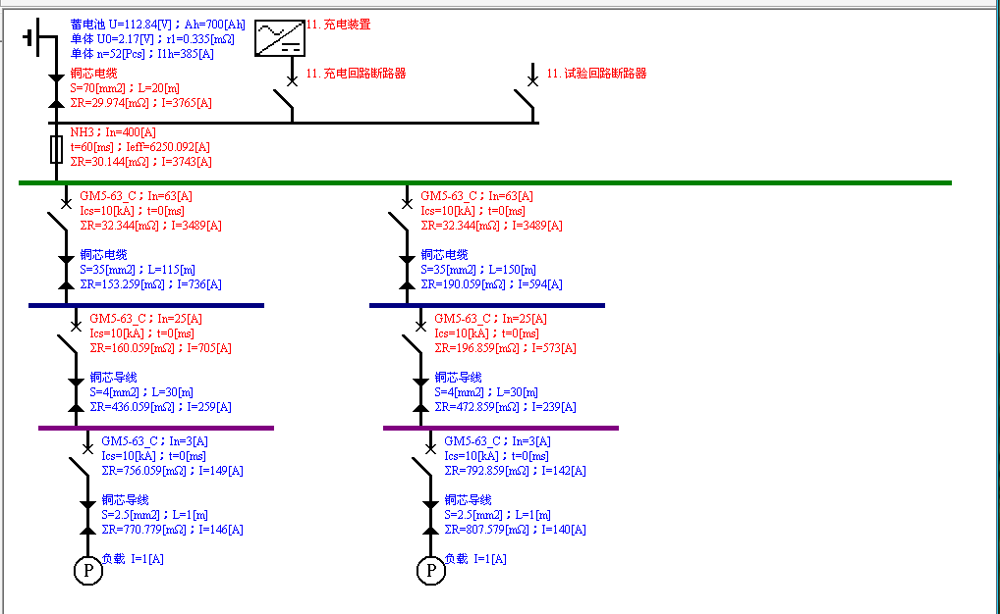 蓄电池 U=112.84[V]；Ah=700[Ah]
单体 U0=2.17[V]；r1=0.335[mΩ]
单体 n=52[Pcs]；I1h=385[A]
11. 充电装置
铜芯电缆
S=70[mm2]；L=20[m]
ΣR=29.974[mΩ]；I=3765[A]
11. 充电回路断路器
11. 试验回路断路器
NH3；In=400[A]
t=60[ms]；Ieff=6250.092[A]
ΣR=30.144[mΩ]；I=3743[A]
GM5-63_C；In=63[A]
Ics=10[kA]；t=0[ms]
ΣR=32.344[mΩ]；I=3489[A]
铜芯电缆
S=35[mm2]；L=115[m]
ΣR=153.259[mΩ]；I=736[A]
GM5-63_C；In=25[A]
Ics=10[kA]；t=0[ms]
ΣR=160.059[mΩ]；I=705[A]
铜芯导线
S=4[mm2]；L=30[m]
ΣR=436.059[mΩ]；I=259[A]
GM5-63_C；In=3[A]
Ics=10[kA]；t=0[ms]
ΣR=756.059[mΩ]；I=149[A]
铜芯导线
S=2.5[mm2]；L=1[m]
ΣR=770.779[mΩ]；I=146[A]
负载 I=1[A]
P
GM5-63_C；In=63[A]
Ics=10[kA]；t=0[ms]
ΣR=32.344[mΩ]；I=3489[A]
铜芯电缆
S=35[mm2]；L=150[m]
ΣR=190.059[mΩ]；I=594[A]
GM5-63_C；In=25[A]
Ics=10[kA]；t=0[ms]
ΣR=196.859[mΩ]；I=573[A]
铜芯导线
S=4[mm2]；L=30[m]
ΣR=472.859[mΩ]；I=239[A]
GM5-63_C；In=3[A]
Ics=10[kA]；t=0[ms]
ΣR=792.859[mΩ]；I=142[A]
铜芯导线
S=2.5[mm2]；L=1[m]
ΣR=807.579[mΩ]；I=140[A]
负载 I=1[A]
P